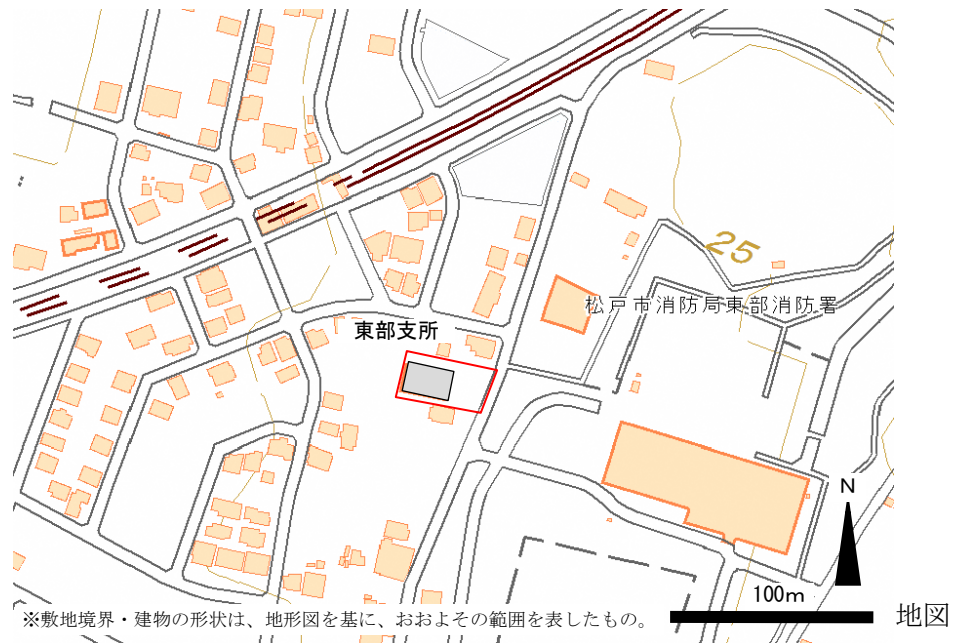 25
松戸市消防局東部消防署
東部支所
N
100m
地図
※敷地境界・建物の形状は、地形図を基に、おおよその範囲を表したもの。